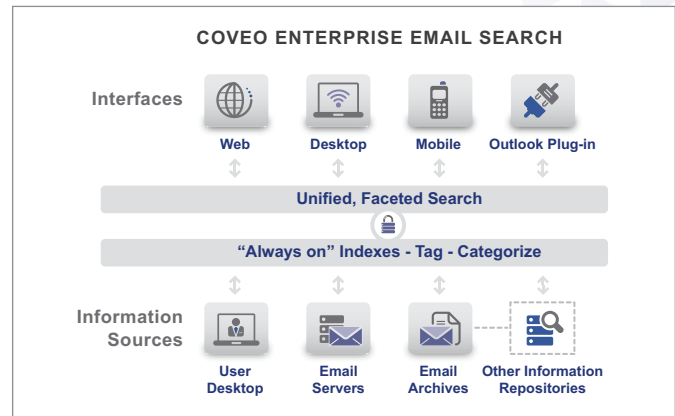 COVEO ENTERPRISE EMAIL SEARCH
Interfaces
Web
Desktop
Mobile
Outlook Plug-in
Unified, Faceted Search
“Always on” Indexes - Tag - Categorize
Information
Sources
User
Desktop
Email
Servers
Email
Archives
Other Information
Repositories